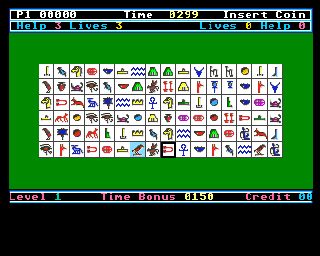 P1 00000 Time 0299 Insert Coin
Help 3 Lives 3 Lives 0 Help 0
Level 1 Time Bonus 0150 Credit 00